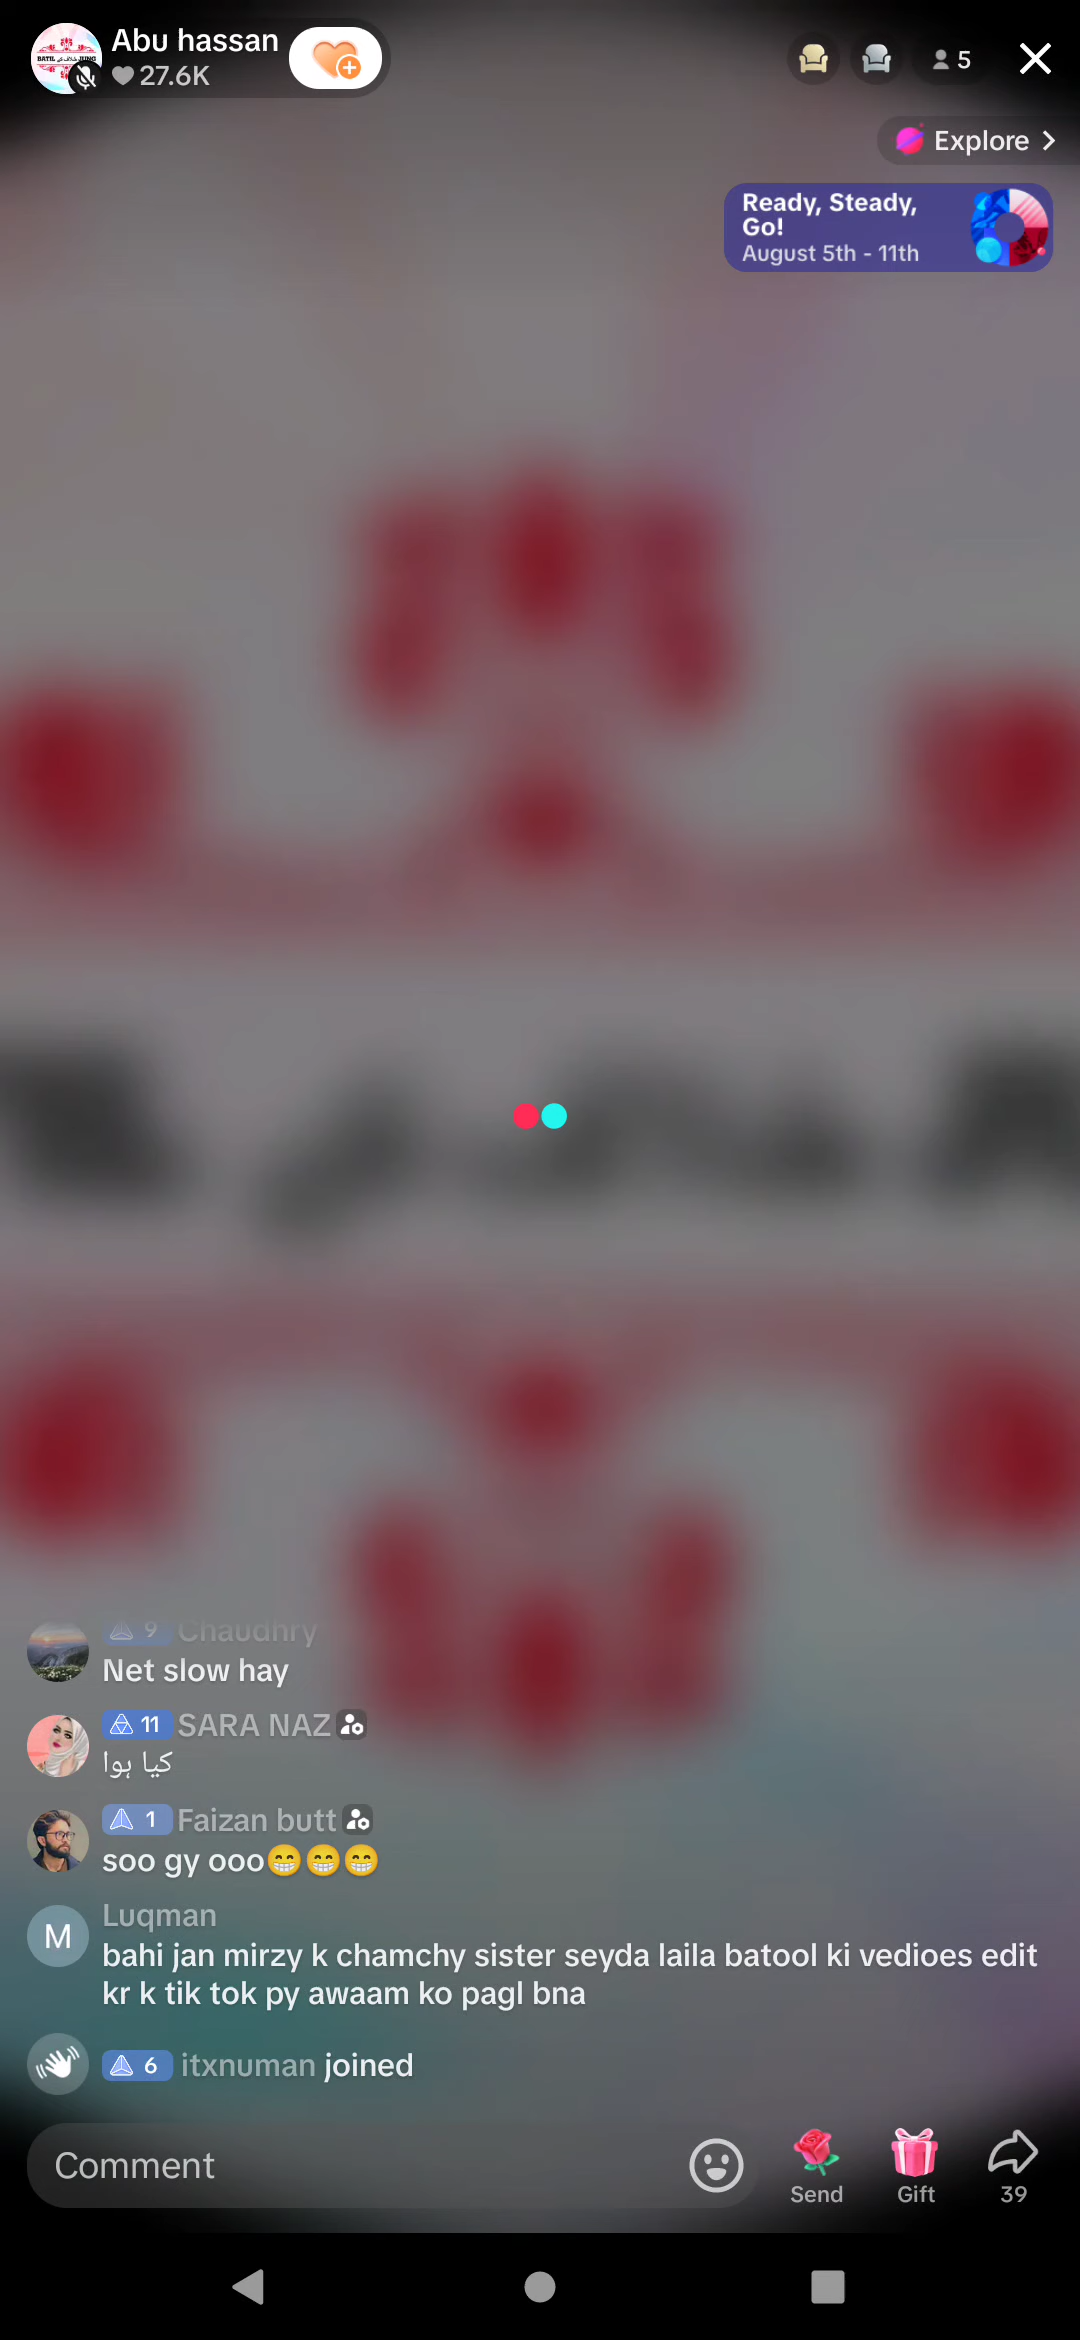 Abu hassan
27.6K
5
Explore
Ready, Steady,
Go!
August 5th - 11th
9 Chaudhry
Net slow hay
11 SARA NAZ
کیا ہوا
1 Faizan butt
soo gy ooo😁😁😁
M
Luqman
bahi jan mirzy k chamchy sister seyda laila batool ki vedioes edit
kr k tik tok py awaam ko pagl bna
6 itxnuman joined
Comment
Send
Gift
39